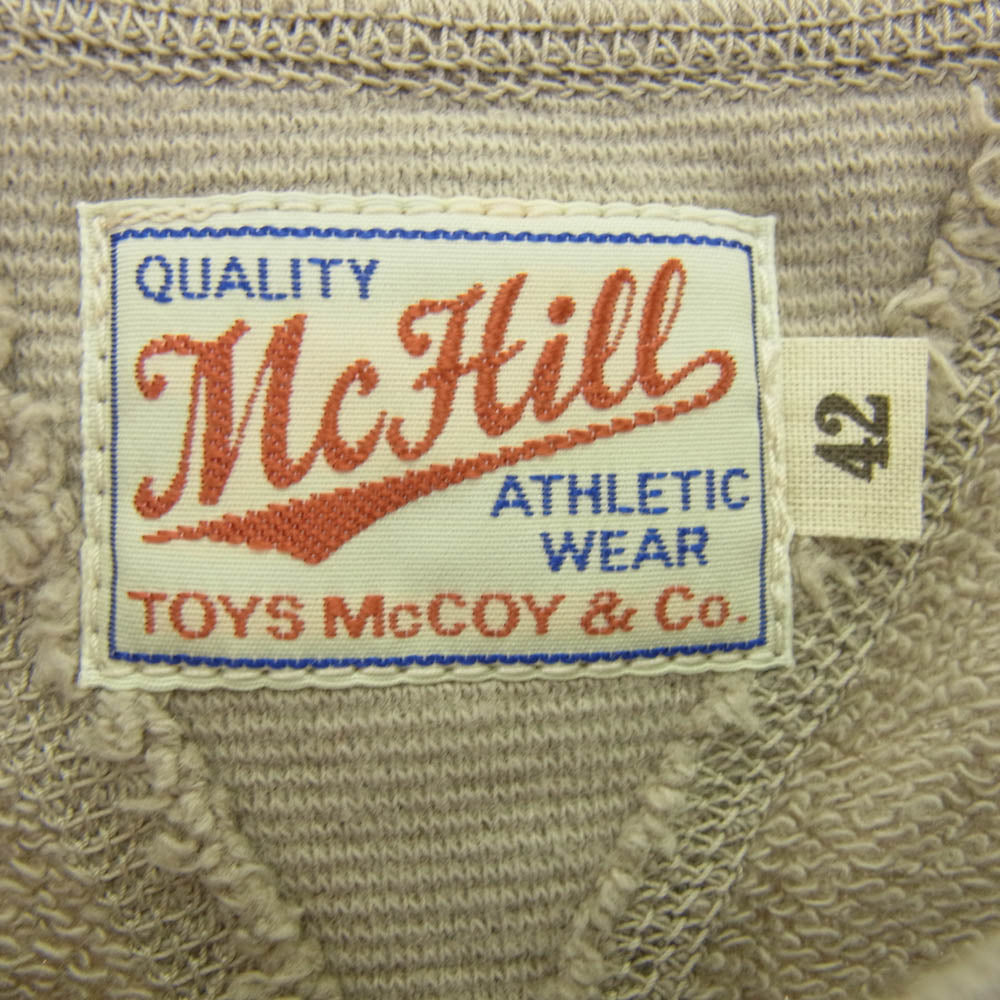 QUALITY
McHill
ATHLETIC
WEAR
TOYS McCOY & Co.
42